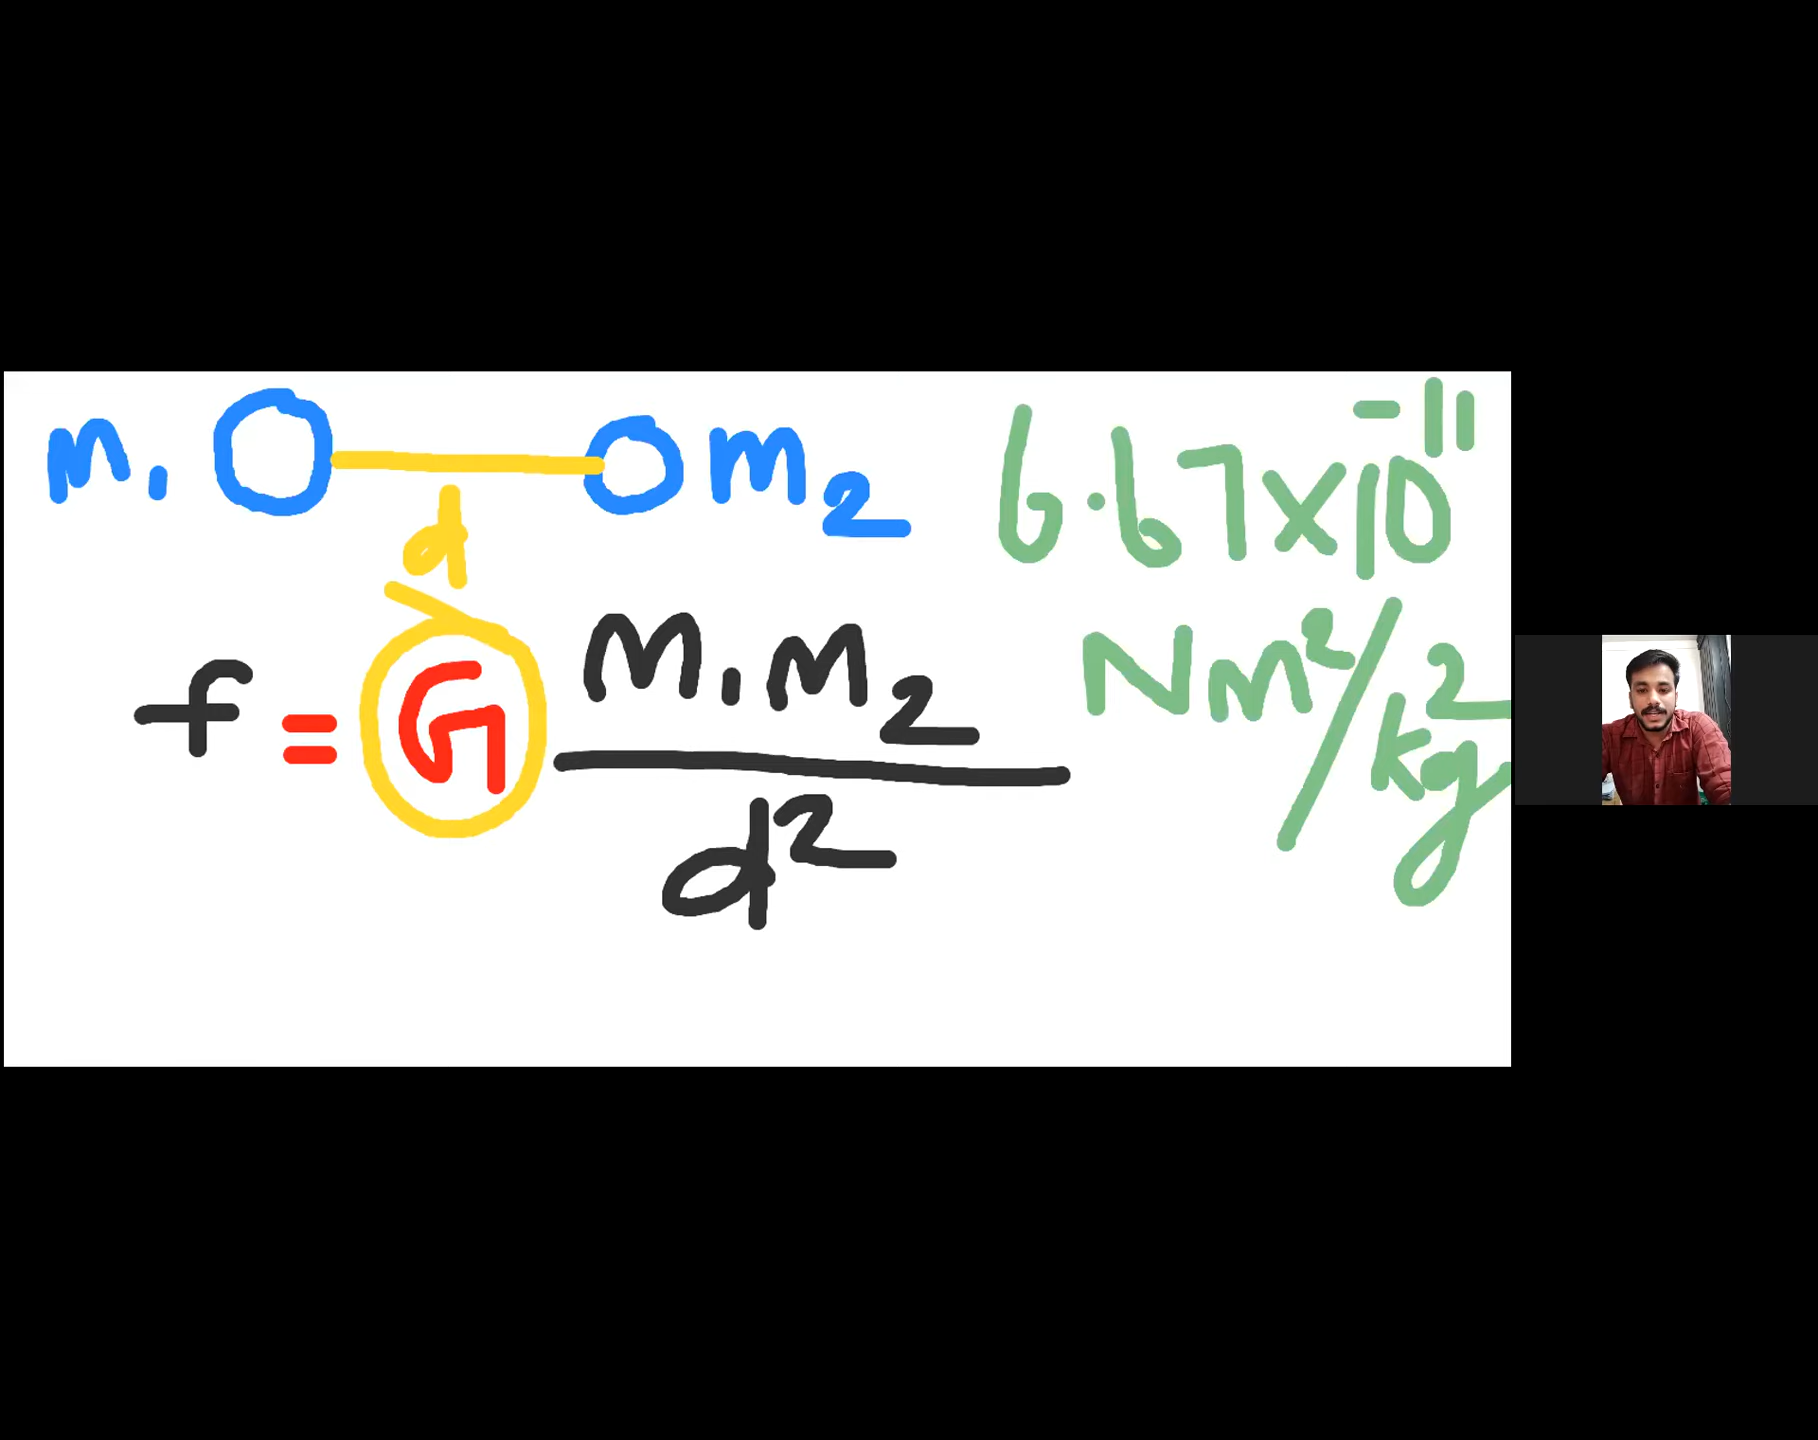 m₁ m₂
d
f = G M₁M₂ / d²
6.67×10⁻¹¹
Nm²/kg²